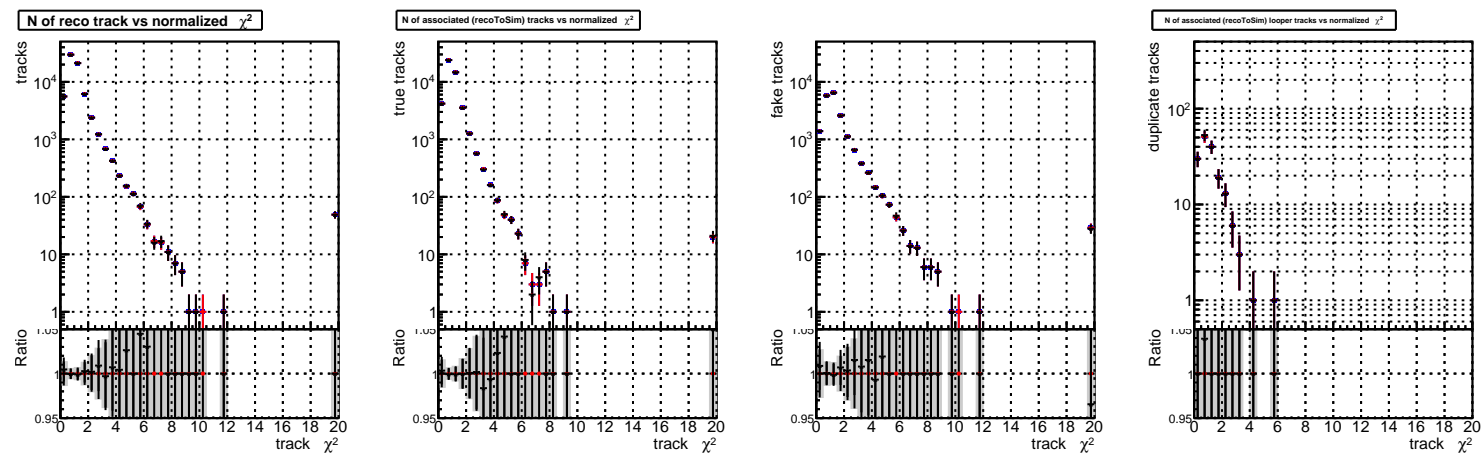 N of reco track vs normalized χ²
tracks
10⁴
10³
10²
10
1
Ratio
1.05
1
0.95
0 2 4 6 8 10 12 14 16 18 20
track χ²
N of associated (recoToSim) tracks vs normalized χ²
true tracks
10⁴
10³
10²
10
1
Ratio
1.05
1
0.95
0 2 4 6 8 10 12 14 16 18 20
track χ²
fake tracks
10⁴
10³
10²
10
1
Ratio
1.05
1
0.95
0 2 4 6 8 10 12 14 16 18 20
track χ²
N of associated (recoToSim) looper tracks vs normalized χ²
duplicate tracks
10²
10
1
Ratio
1.05
1
0.95
0 2 4 6 8 10 12 14 16 18 20
track χ²